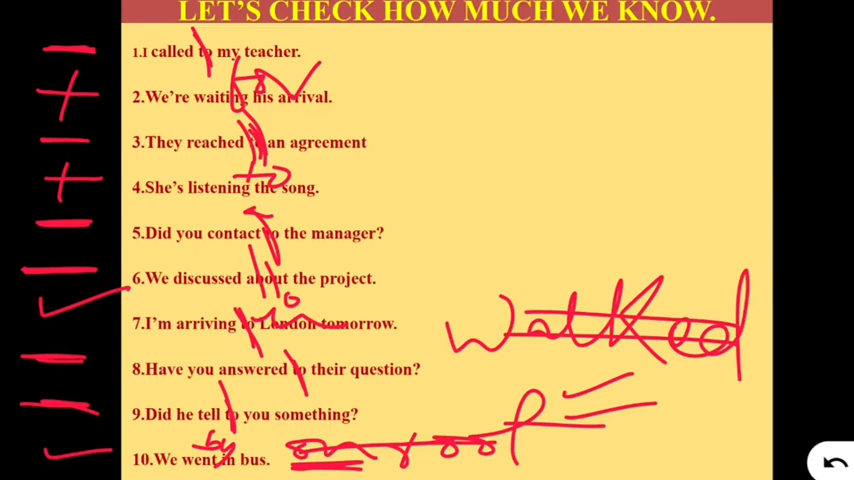 LET'S CHECK HOW MUCH WE KNOW.
1.I called to my teacher.
for
2.We're waiting his arrival.
3.They reached to an agreement
to
4.She's listening the song.
5.Did you contact to the manager?
6.We discussed about the project.
7.I'm arriving to London tomorrow.
8.Have you answered to their question?
9.Did he tell to you something?
by
10.We went in bus.